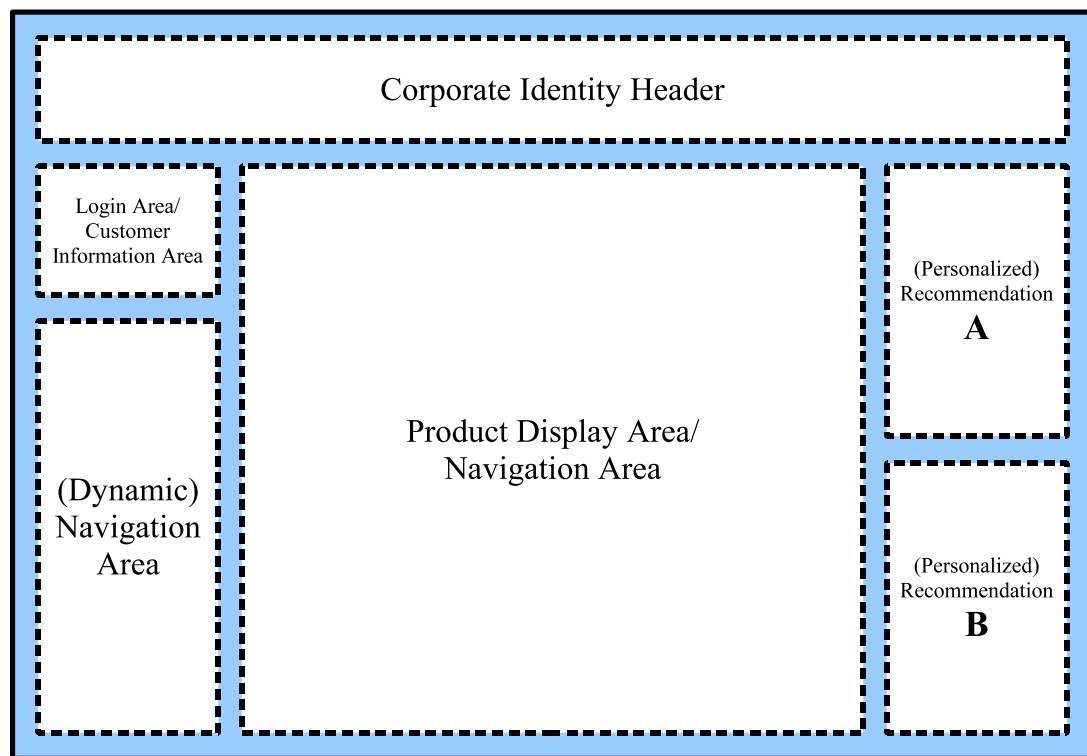 Corporate Identity Header
Login Area/
Customer
Information Area
(Dynamic)
Navigation
Area
Product Display Area/
Navigation Area
(Personalized)
Recommendation
A
(Personalized)
Recommendation
B